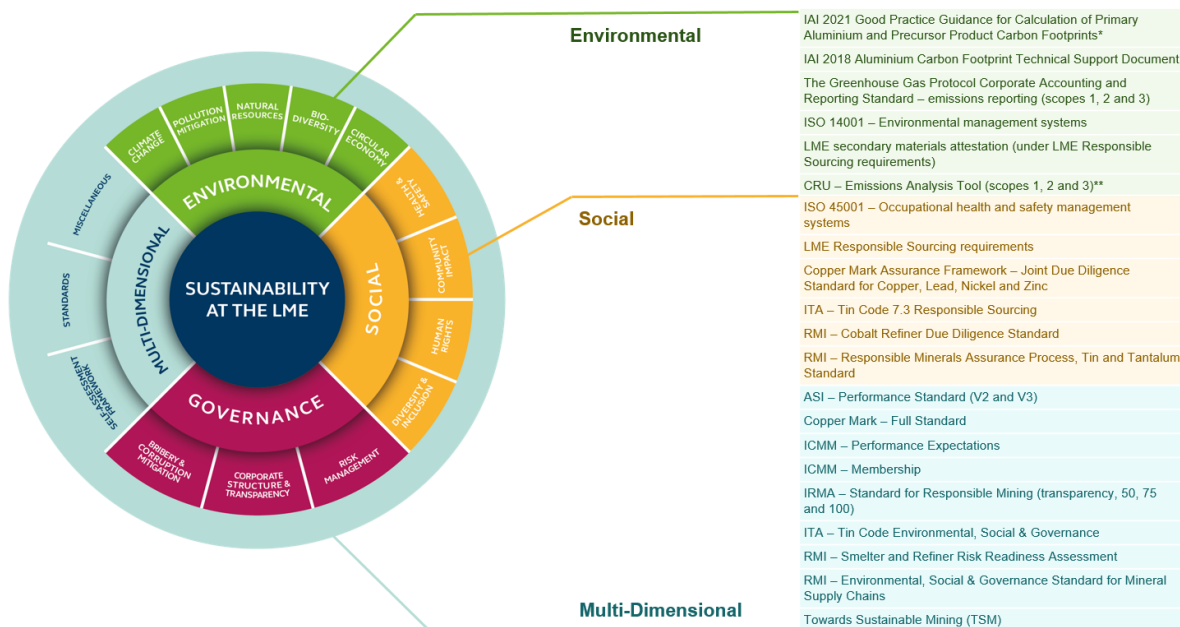 Environmental
Social
Multi-Dimensional
SUSTAINABILITY
AT THE LME
ENVIRONMENTAL
CLIMATE
CHANGE
POLLUTION
MITIGATION
NATURAL
RESOURCES
BIO-
DIVERSITY
CIRCULAR
ECONOMY
SOCIAL
HEALTH &
SAFETY
COMMUNITY
IMPACT
HUMAN
RIGHTS
DIVERSITY &
INCLUSION
GOVERNANCE
RISK
MANAGEMENT
CORPORATE
STRUCTURE &
TRANSPARENCY
BRIBERY &
CORRUPTION
MITIGATION
MULTI-DIMENSIONAL
SELF-ASSESSMENT
FRAMEWORK
STANDARDS
MISCELLANEOUS
IAI 2021 Good Practice Guidance for Calculation of Primary
Aluminium and Precursor Product Carbon Footprints*
IAI 2018 Aluminium Carbon Footprint Technical Support Document
The Greenhouse Gas Protocol Corporate Accounting and
Reporting Standard – emissions reporting (scopes 1, 2 and 3)
ISO 14001 – Environmental management systems
LME secondary materials attestation (under LME Responsible
Sourcing requirements)
CRU – Emissions Analysis Tool (scopes 1, 2 and 3)**
ISO 45001 – Occupational health and safety management
systems
LME Responsible Sourcing requirements
Copper Mark Assurance Framework – Joint Due Diligence
Standard for Copper, Lead, Nickel and Zinc
ITA – Tin Code 7.3 Responsible Sourcing
RMI – Cobalt Refiner Due Diligence Standard
RMI – Responsible Minerals Assurance Process, Tin and Tantalum
Standard
ASI – Performance Standard (V2 and V3)
Copper Mark – Full Standard
ICMM – Performance Expectations
ICMM – Membership
IRMA – Standard for Responsible Mining (transparency, 50, 75
and 100)
ITA – Tin Code Environmental, Social & Governance
RMI – Smelter and Refiner Risk Readiness Assessment
RMI – Environmental, Social & Governance Standard for Mineral
Supply Chains
Towards Sustainable Mining (TSM)